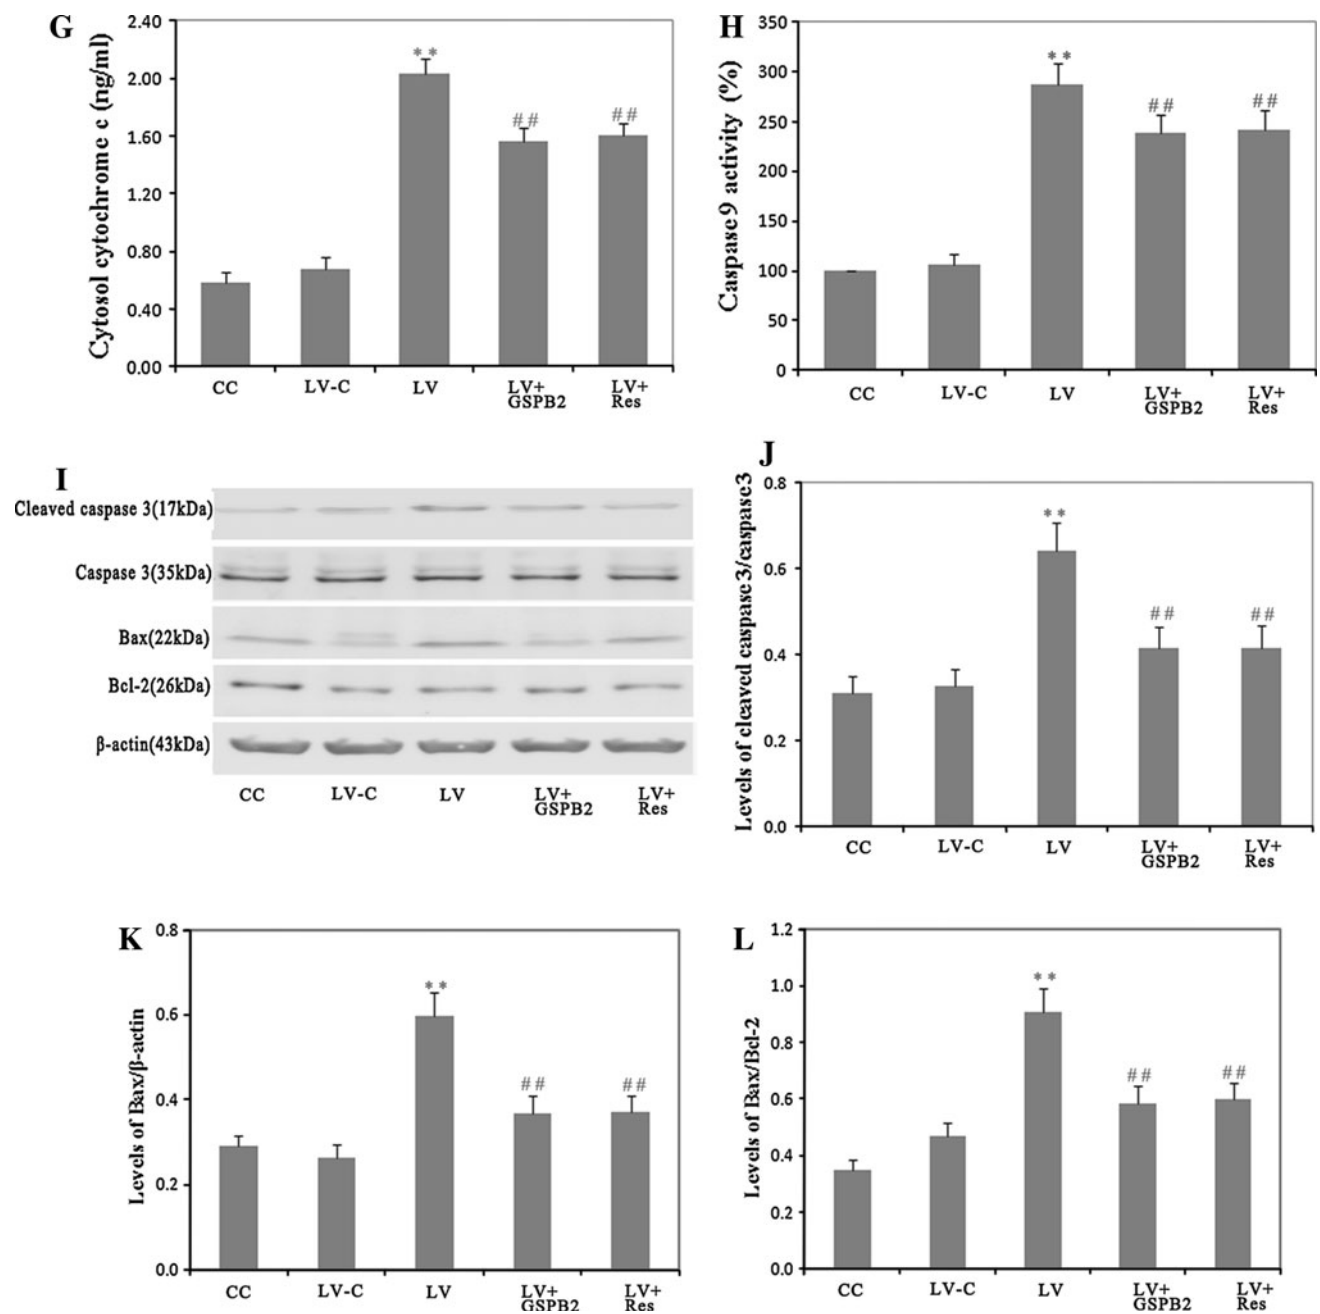 G
Cytosol cytochrome c (ng/ml)
2.40
2.00
1.60
1.20
0.80
0.40
0.00
**
##
##
CC
LV-C
LV
LV+
GSPB2
LV+
Res
H
Caspase 9 activity (%)
350
300
250
200
150
100
50
0
**
##
##
CC
LV-C
LV
LV+
GSPB2
LV+
Res
I
Cleaved caspase 3(17kDa)
Caspase 3(35kDa)
Bax(22kDa)
Bcl-2(26kDa)
β-actin(43kDa)
CC
LV-C
LV
LV+
GSPB2
LV+
Res
J
Levels of cleaved caspase3/caspase3
0.8
0.6
0.4
0.2
0.0
**
##
##
CC
LV-C
LV
LV+
GSPB2
LV+
Res
K
Levels of Bax/β-actin
0.8
0.6
0.4
0.2
0.0
**
##
##
CC
LV-C
LV
LV+
GSPB2
LV+
Res
L
Levels of Bax/Bcl-2
1.2
1.0
0.8
0.6
0.4
0.2
0.0
**
##
##
CC
LV-C
LV
LV+
GSPB2
LV+
Res